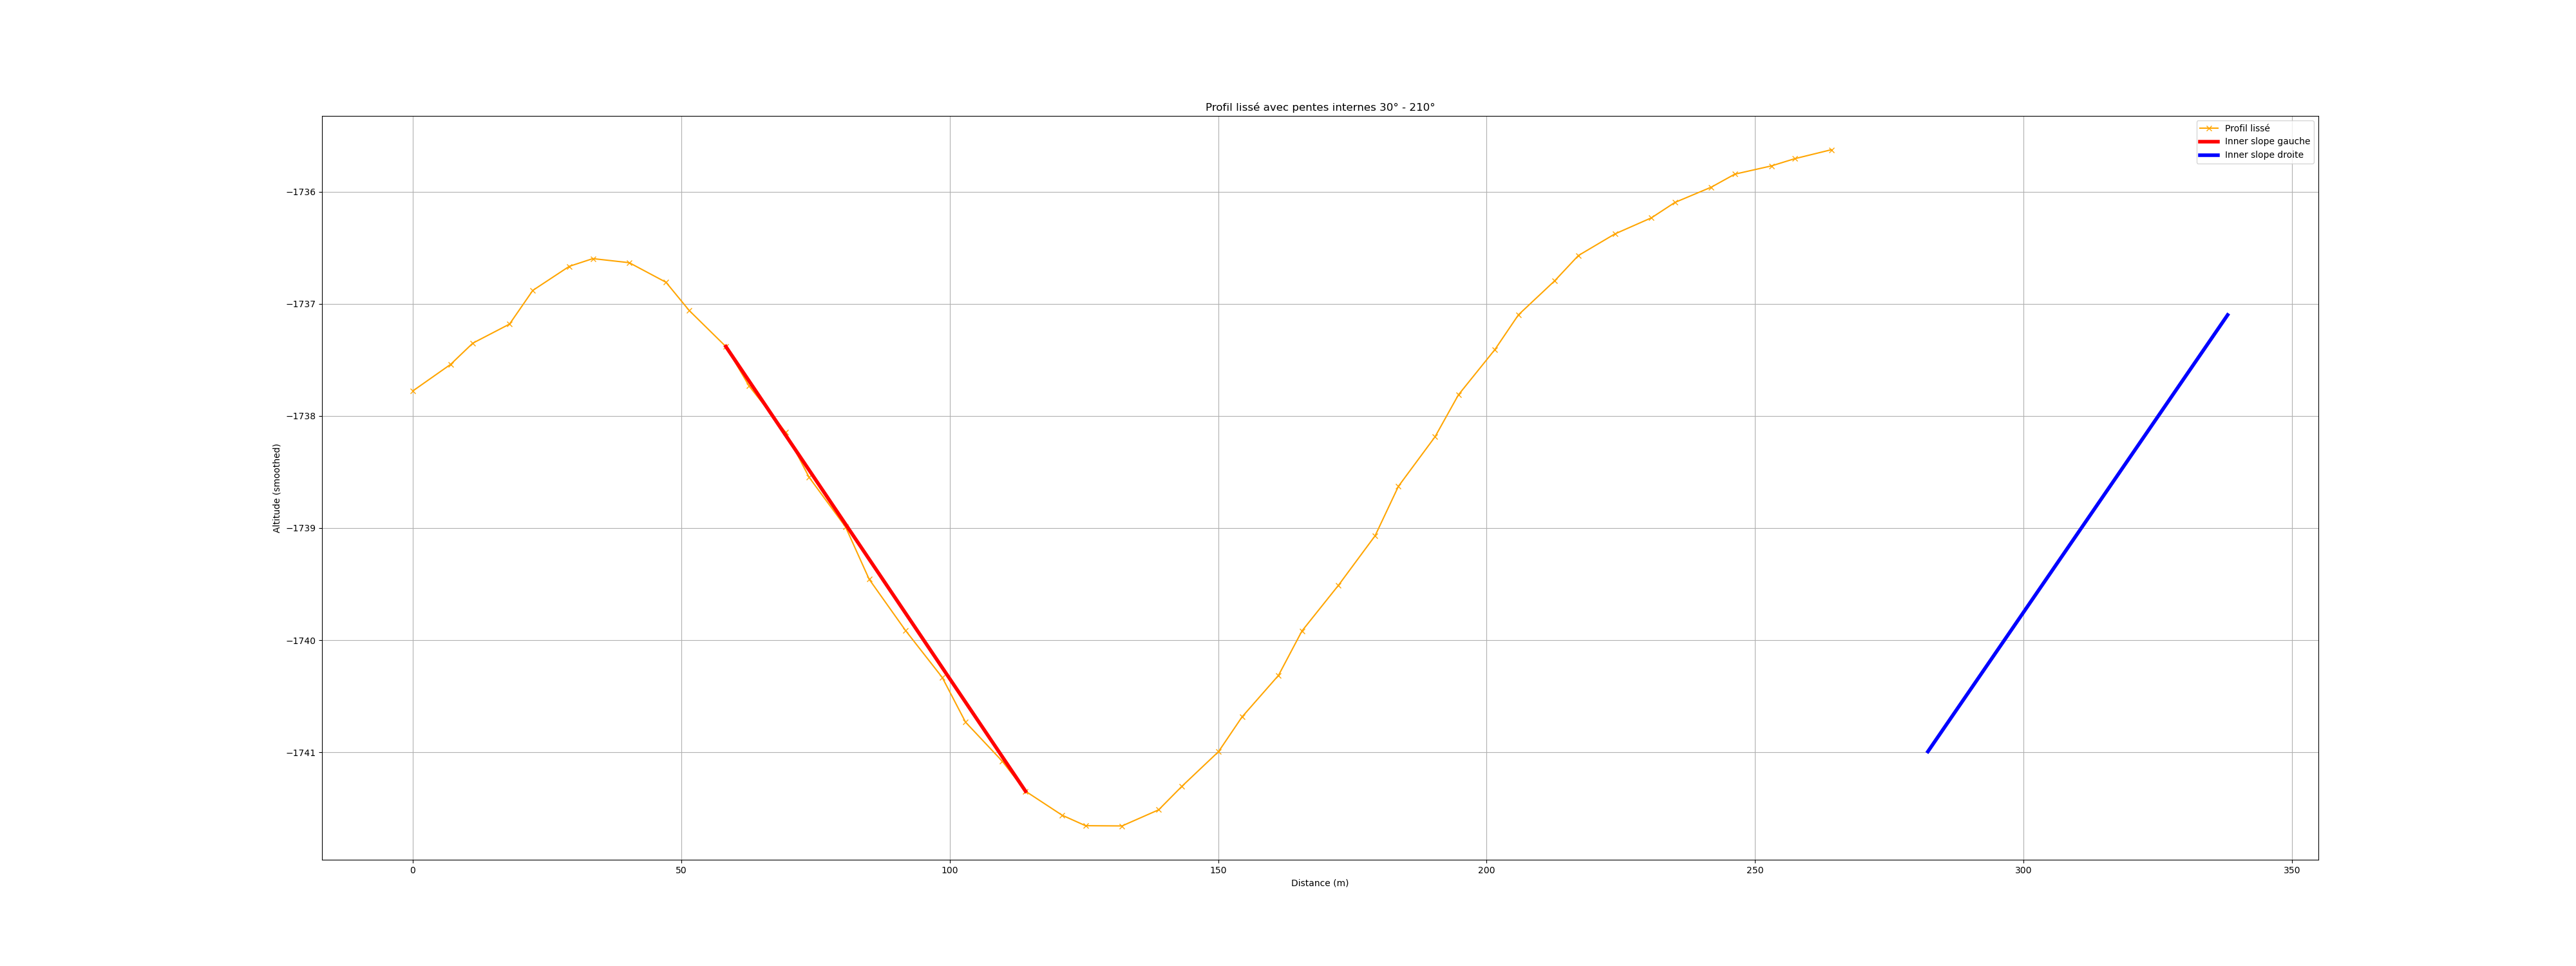 Profil lissé avec pentes internes 30° - 210°
Profil lissé
Inner slope gauche
Inner slope droite
−1736
−1737
−1738
−1739
−1740
−1741
Altitude (smoothed)
0
50
100
150
200
250
300
350
Distance (m)